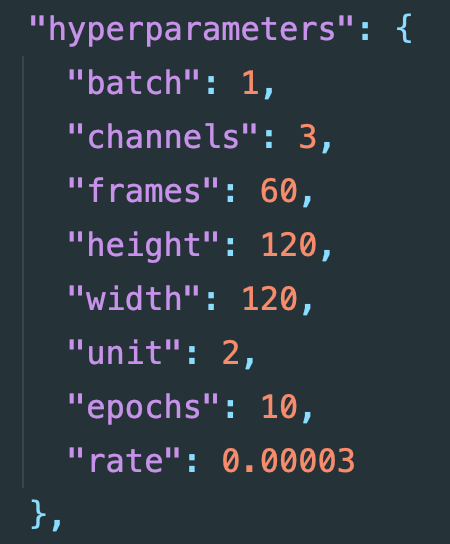 "hyperparameters": {
"batch": 1,
"channels": 3,
"frames": 60,
"height": 120,
"width": 120,
"unit": 2,
"epochs": 10,
"rate": 0.00003
},